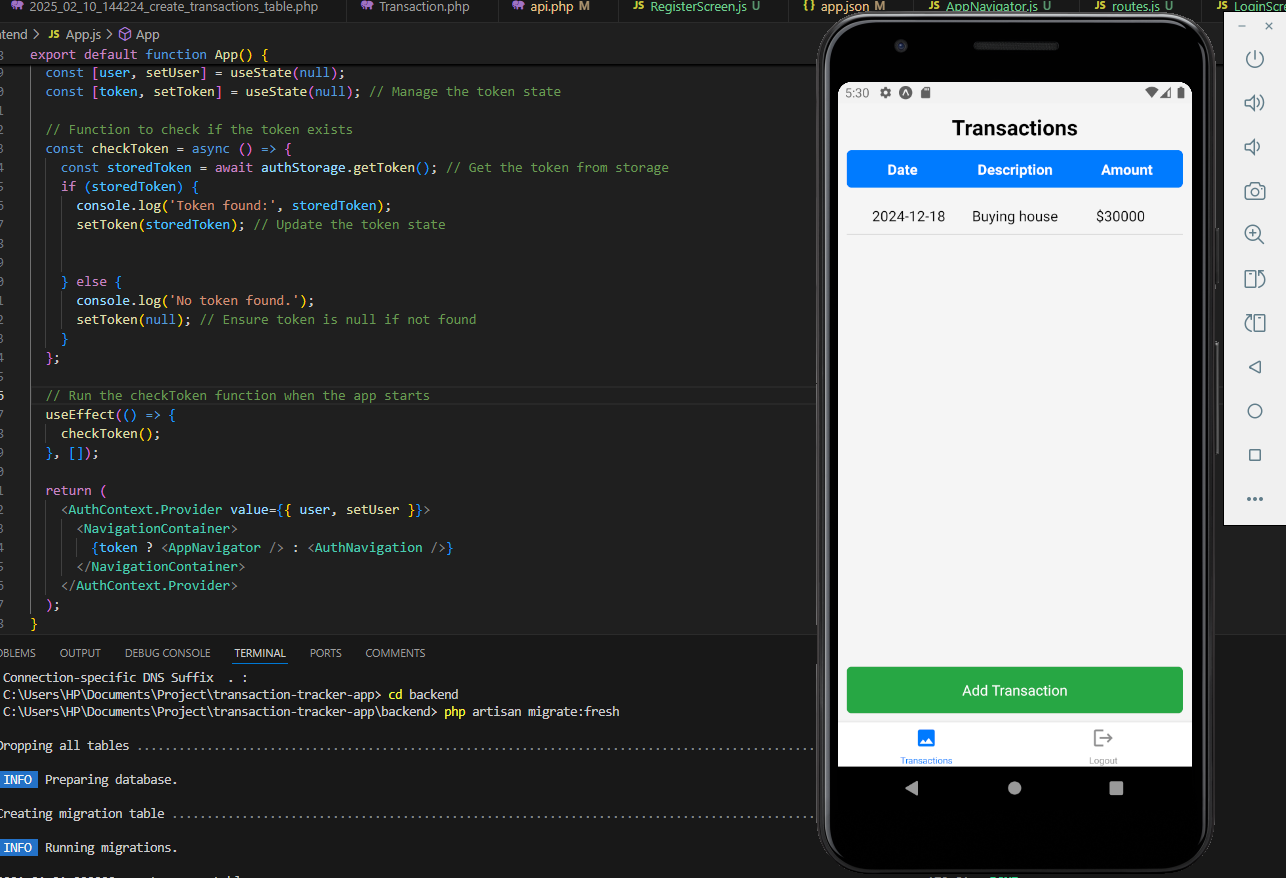 2025_02_10_144224_create_transactions_table.php
Transaction.php
api.php M
JS RegisterScreen.js U
{} app.json M
JS AppNavigator.js U
JS routes.js U
JS LoginScre
tend > JS App.js > App
export default function App() {
const [user, setUser] = useState(null);
const [token, setToken] = useState(null); // Manage the token state
// Function to check if the token exists
const checkToken = async () => {
const storedToken = await authStorage.getToken(); // Get the token from storage
if (storedToken) {
console.log('Token found:', storedToken);
setToken(storedToken); // Update the token state
} else {
console.log('No token found.');
setToken(null); // Ensure token is null if not found
}
};
// Run the checkToken function when the app starts
useEffect(() => {
checkToken();
}, []);
return (
<AuthContext.Provider value={{ user, setUser }}>
<NavigationContainer>
{token ? <AppNavigator /> : <AuthNavigation />}
</NavigationContainer>
</AuthContext.Provider>
);
}
OBLEMS OUTPUT DEBUG CONSOLE TERMINAL PORTS COMMENTS
Connection-specific DNS Suffix . :
C:\Users\HP\Documents\Project\transaction-tracker-app> cd backend
C:\Users\HP\Documents\Project\transaction-tracker-app\backend> php artisan migrate:fresh
Dropping all tables
INFO Preparing database.
Creating migration table
INFO Running migrations.
5:30
Transactions
Date Description Amount
2024-12-18 Buying house $30000
Add Transaction
Transactions Logout